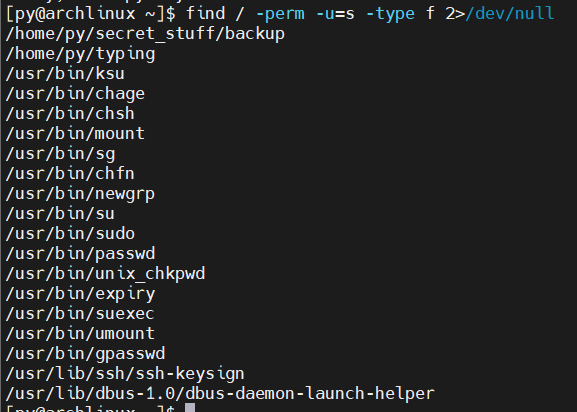 [py@archlinux ~]$ find / -perm -u=s -type f 2>/dev/null
/home/py/secret_stuff/backup
/home/py/typing
/usr/bin/ksu
/usr/bin/chage
/usr/bin/chsh
/usr/bin/mount
/usr/bin/sg
/usr/bin/chfn
/usr/bin/newgrp
/usr/bin/su
/usr/bin/sudo
/usr/bin/passwd
/usr/bin/unix_chkpwd
/usr/bin/expiry
/usr/bin/suexec
/usr/bin/umount
/usr/bin/gpasswd
/usr/lib/ssh/ssh-keysign
/usr/lib/dbus-1.0/dbus-daemon-launch-helper
[py@archlinux ~]$